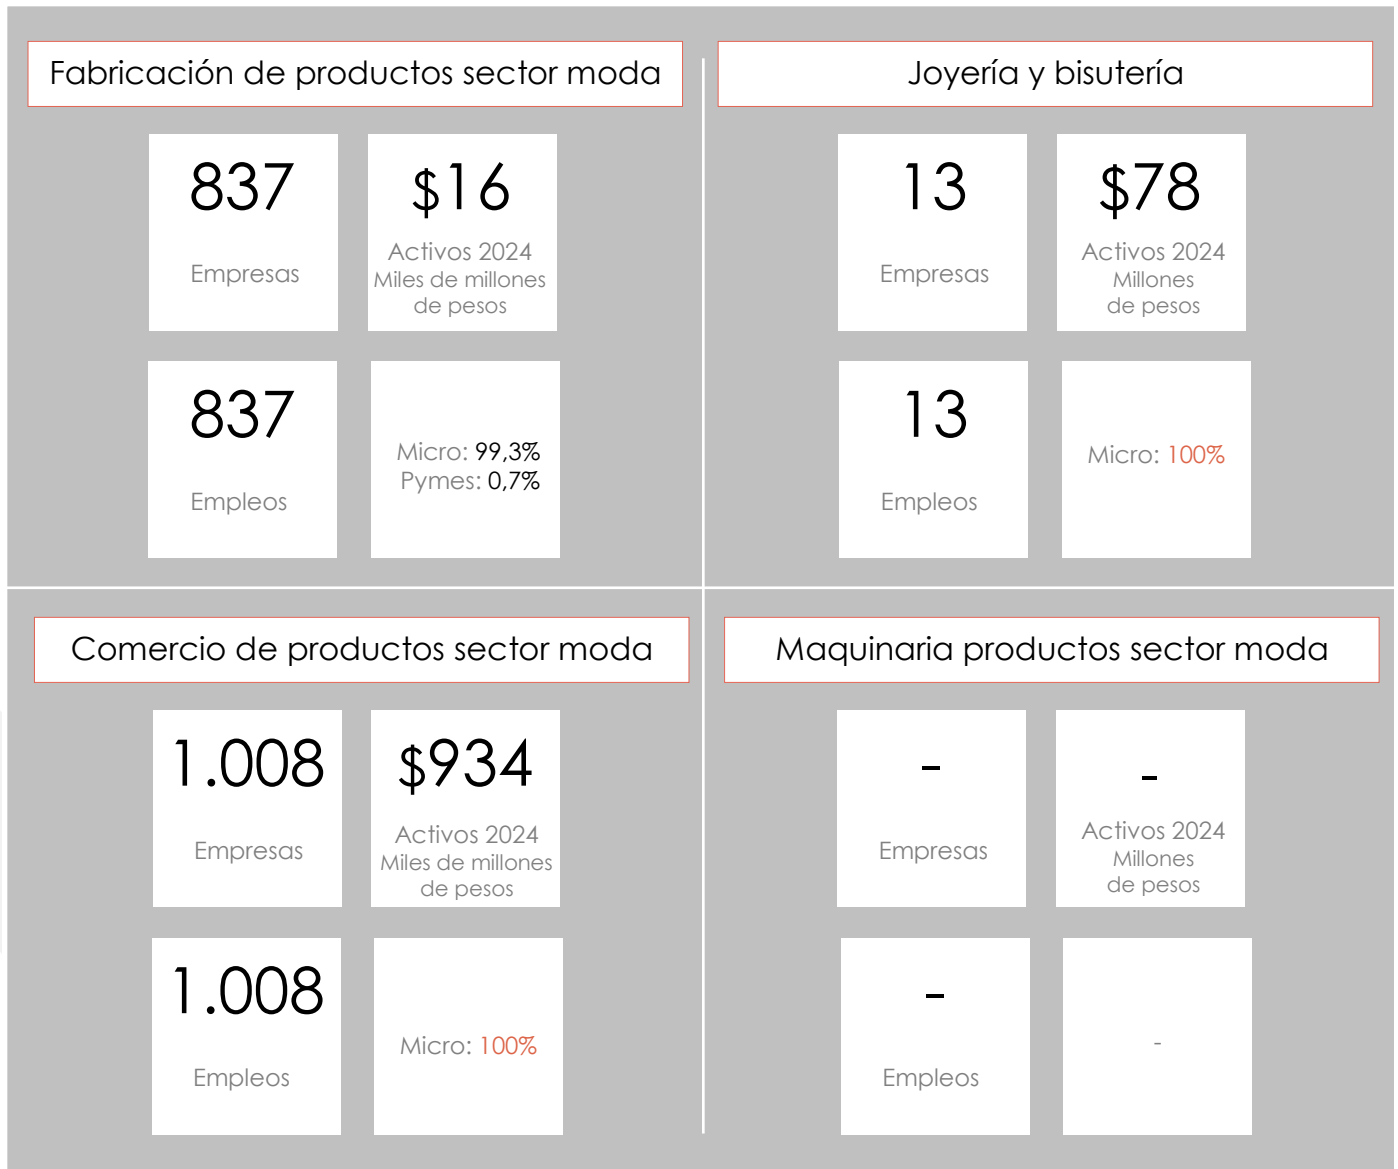 Fabricación de productos sector moda
837
Empresas
$16
Activos 2024
Miles de millones
de pesos
837
Empleos
Micro: 99,3%
Pymes: 0,7%
Joyería y bisutería
13
Empresas
$78
Activos 2024
Millones
de pesos
13
Empleos
Micro: 100%
Comercio de productos sector moda
1.008
Empresas
$934
Activos 2024
Miles de millones
de pesos
1.008
Empleos
Micro: 100%
Maquinaria productos sector moda
-
Empresas
-
Activos 2024
Millones
de pesos
-
Empleos
-